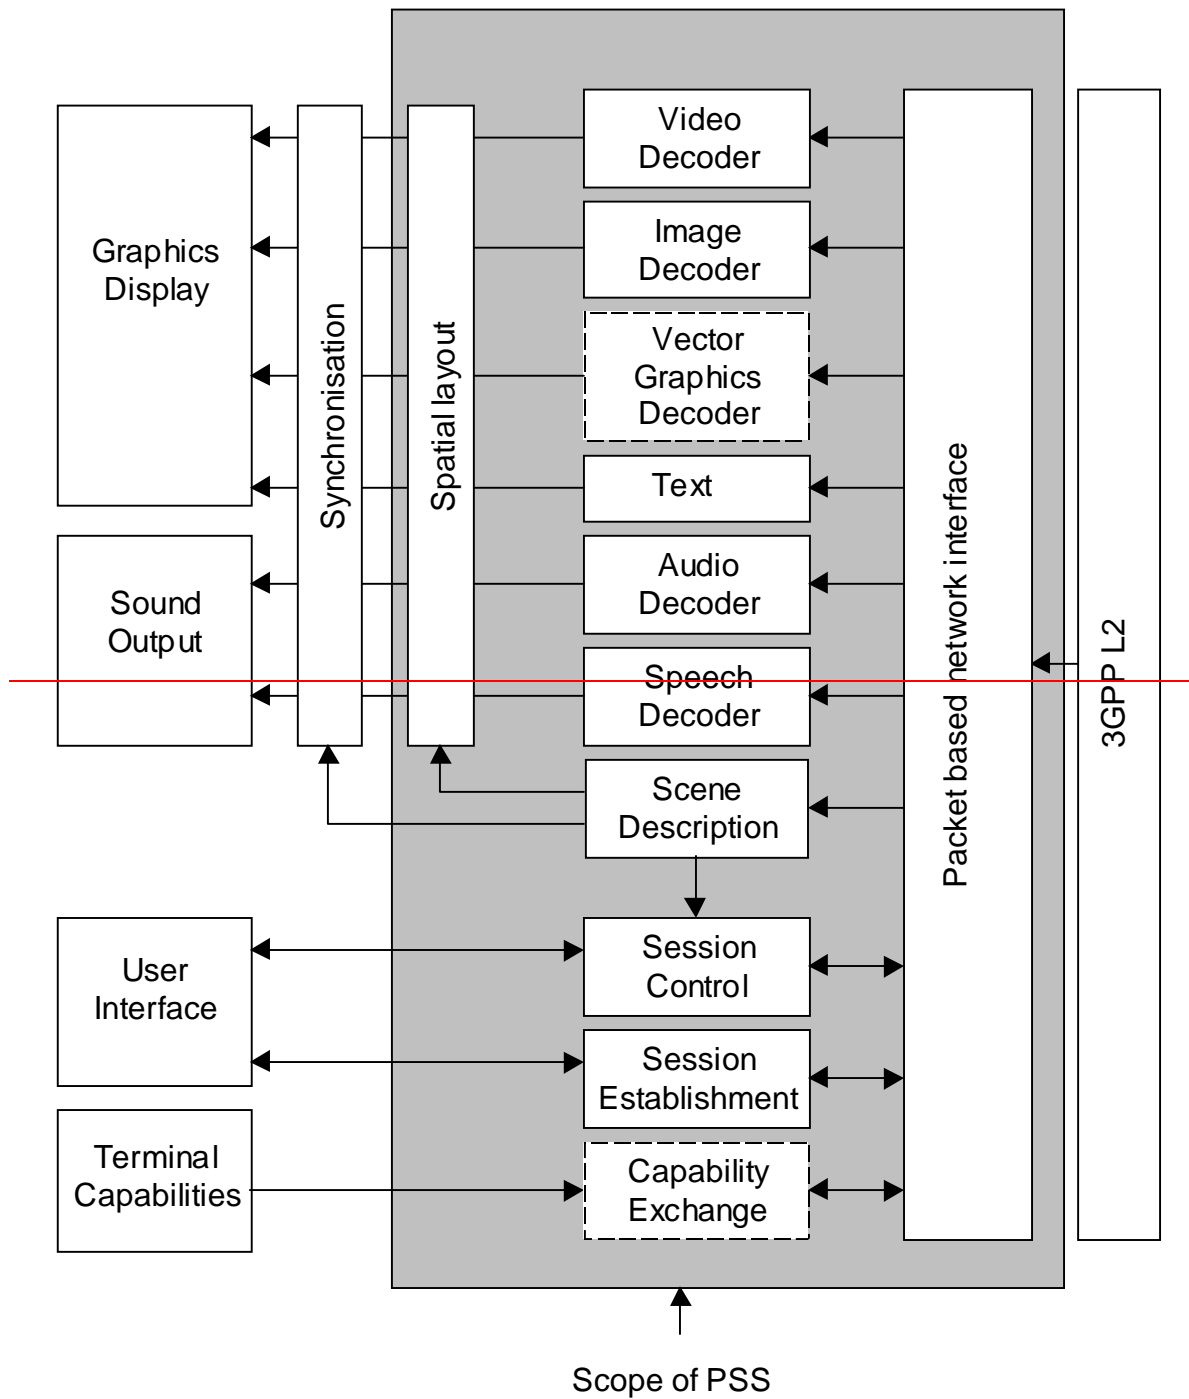 Video
Decoder
Image
Decoder
Graphics
Display
Vector
Graphics
Decoder
Synchronisation
Spatial layout
Text
Audio
Decoder
Sound
Output
Speech
Decoder
Packet based network interface
3GPP L2
Scene
Description
User
Interface
Session
Control
Session
Establishment
Terminal
Capabilities
Capability
Exchange
Scope of PSS